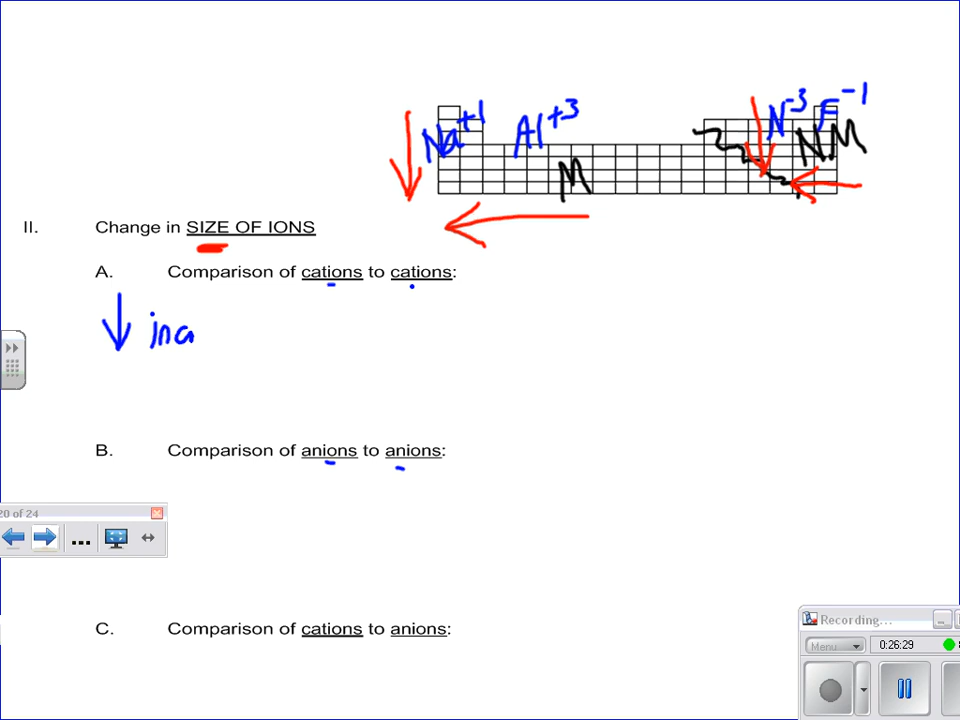 Na+1 Al+3 N-3 F-1
M NM
II. Change in SIZE OF IONS
A. Comparison of cations to cations:
↓ inc
B. Comparison of anions to anions:
20 of 24
...
C. Comparison of cations to anions:
Recording...
Menu 0:26:29